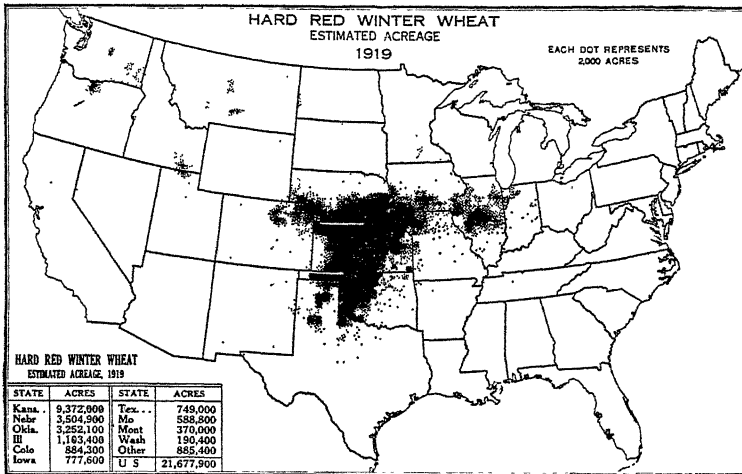 HARD RED WINTER WHEAT
ESTIMATED ACREAGE
1919
EACH DOT REPRESENTS
2,000 ACRES
HARD RED WINTER WHEAT
ESTIMATED ACREAGE, 1919
STATE ACRES STATE ACRES
Kans.. 9,372,000 Tex... 749,000
Nebr 3,504,900 Mo 588,800
Okla. 3,252,100 Mont 370,000
Ill 1,103,400 Wash 190,400
Colo 884,300 Other 885,400
Iowa 777,600 U S 21,677,900